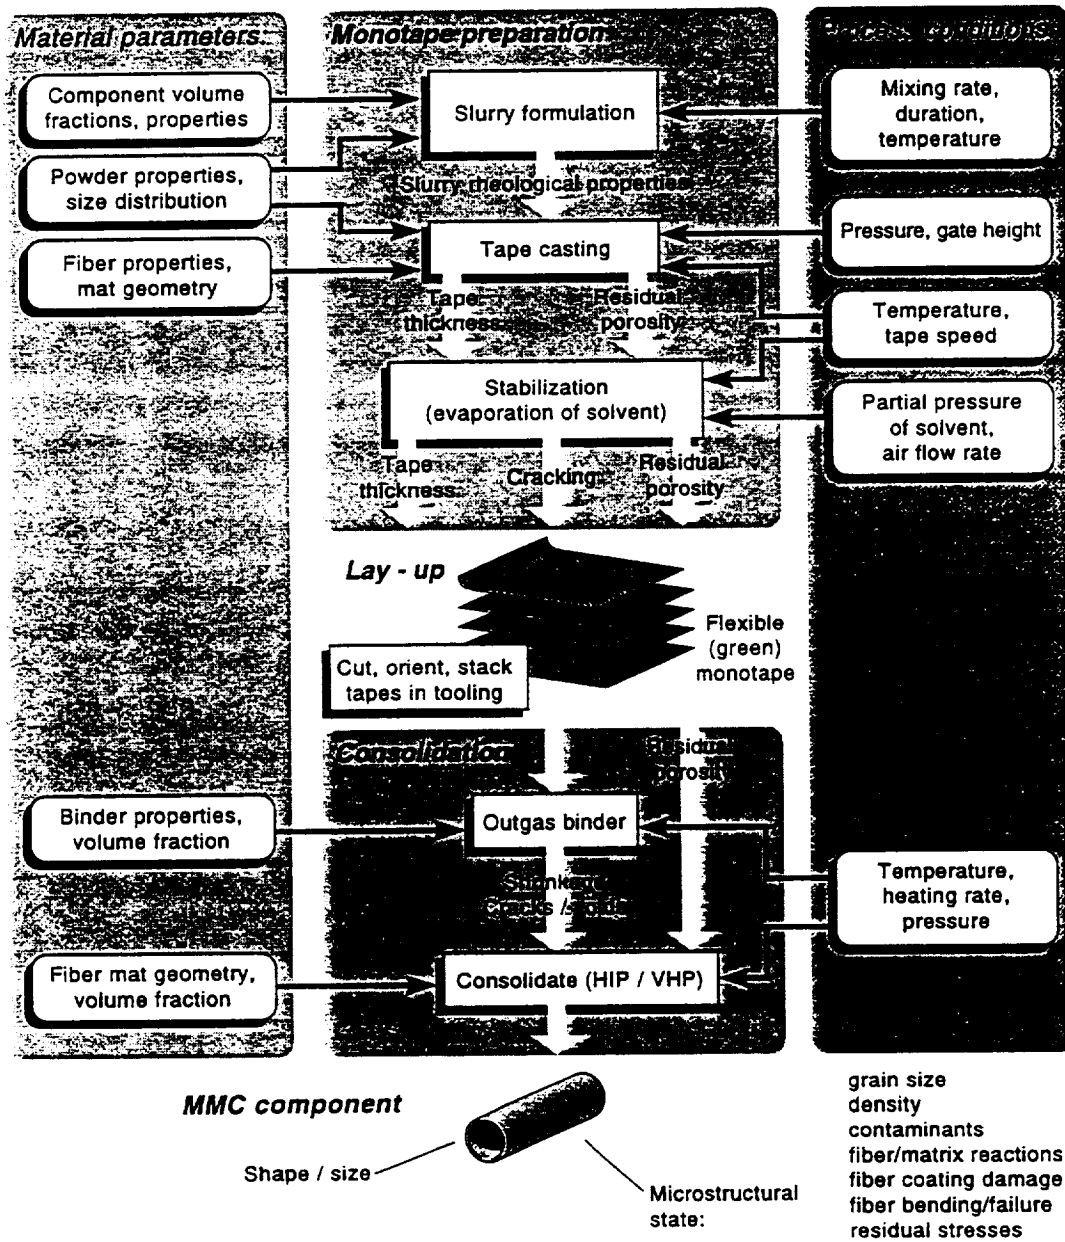 Material parameters:
Monotape preparation:
Process conditions:
Component volume
fractions, properties
Slurry formulation
Mixing rate,
duration,
temperature
Powder properties,
size distribution
Slurry rheological properties
Fiber properties,
mat geometry
Tape casting
Pressure, gate height
Tape
thickness:
Residual
porosity
Temperature,
tape speed
Stabilization
(evaporation of solvent)
Partial pressure
of solvent,
air flow rate
Tape
thickness:
Cracking:
Residual
porosity
Lay - up
Flexible
(green)
monotape
Cut, orient, stack
tapes in tooling
Consolidation
Residual
porosity
Binder properties,
volume fraction
Outgas binder
Temperature,
heating rate,
pressure
Shrinkage
Cracks /
Fiber mat geometry,
volume fraction
Consolidate (HIP / VHP)
MMC component
Shape / size
Microstructural
state:
grain size
density
contaminants
fiber/matrix reactions
fiber coating damage
fiber bending/failure
residual stresses